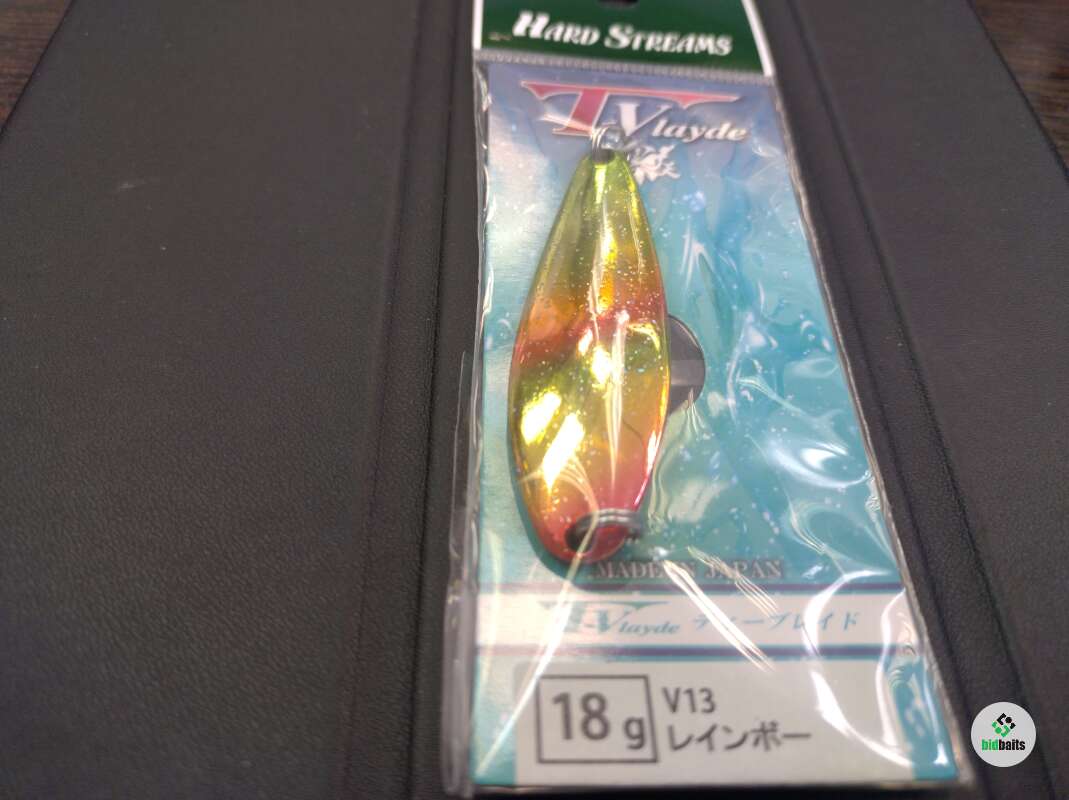 HARD STREAMS
T-Vlayde
MADE IN JAPAN
T-Vlayde ティーブレイド
18g
V13
レインボー
bidbaits